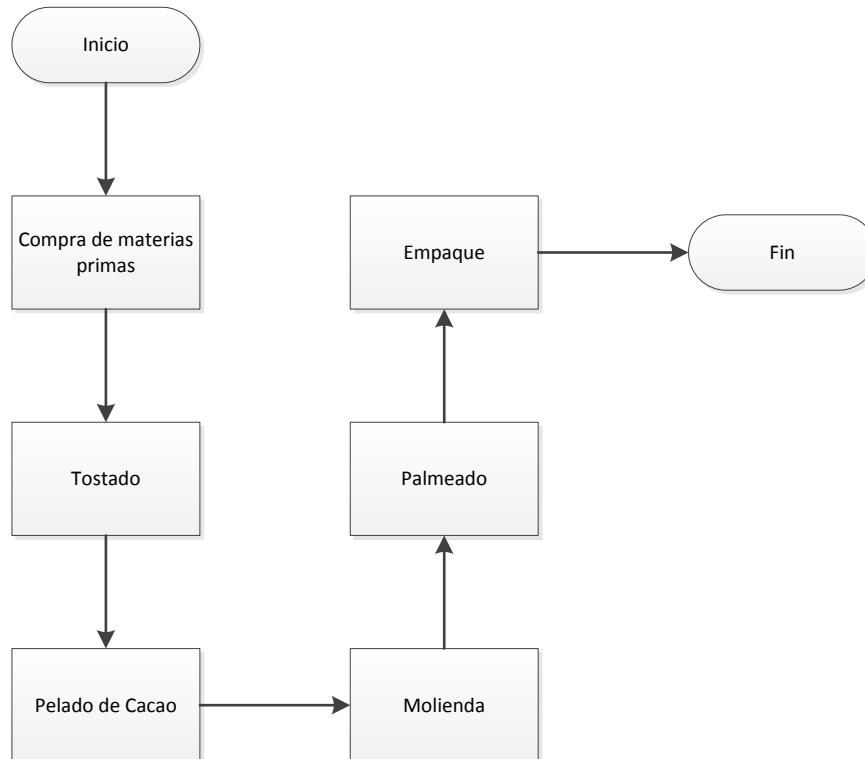 Inicio
Compra de materias
primas
Tostado
Pelado de Cacao
Molienda
Palmeado
Empaque
Fin